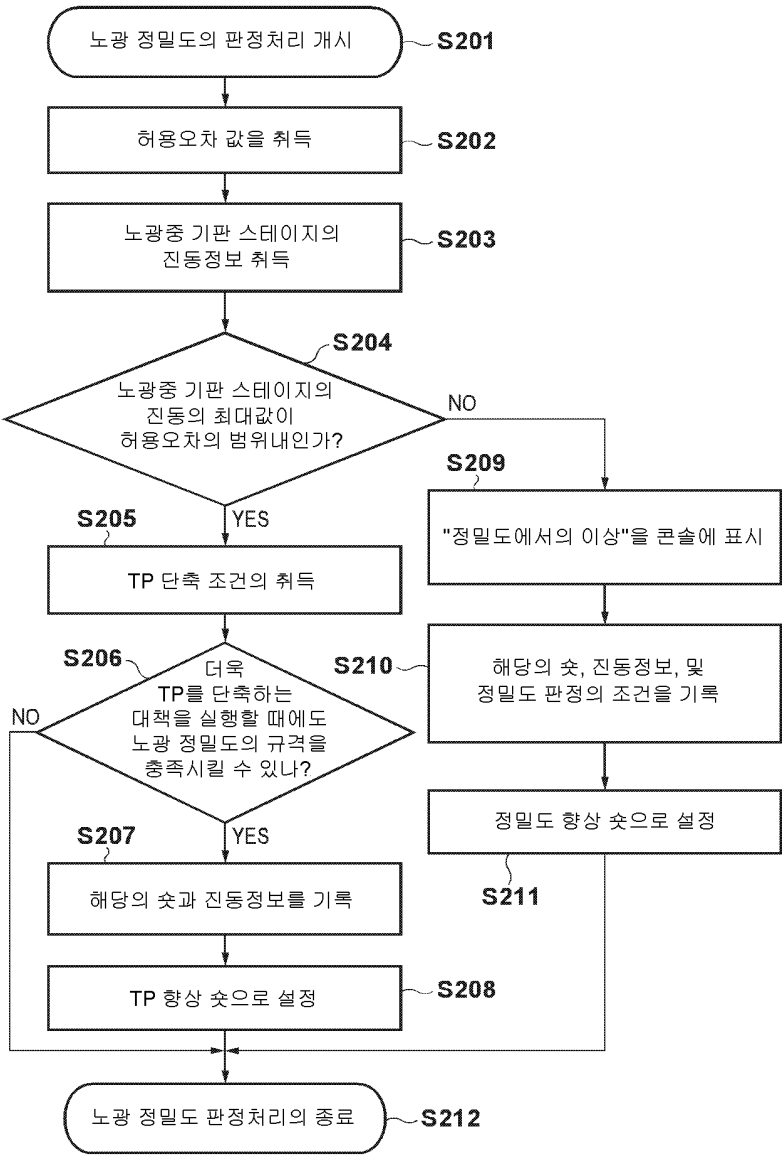 노광 정밀도의 판정처리 개시
S201
허용오차 값을 취득
S202
노광중 기판 스테이지의
진동정보 취득
S203
S204
노광중 기판 스테이지의
진동의 최대값이
허용오차의 범위내인가?
NO
YES
S205
TP 단축 조건의 취득
S206
더욱
TP를 단축하는
대책을 실행할 때에도
노광 정밀도의 규격을
충족시킬 수 있나?
NO
YES
S207
해당의 숏과 진동정보를 기록
TP 향상 숏으로 설정
S208
S209
"정밀도에서의 이상"을 콘솔에 표시
S210
해당의 숏, 진동정보, 및
정밀도 판정의 조건을 기록
정밀도 향상 숏으로 설정
S211
노광 정밀도 판정처리의 종료
S212